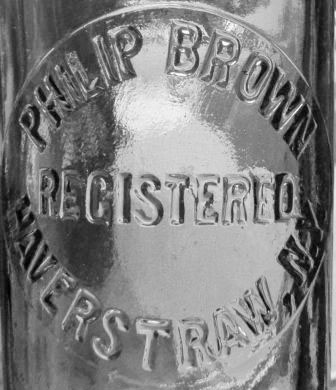 PHILIP BROWN
REGISTERED
HAVERSTRAW, N.Y.